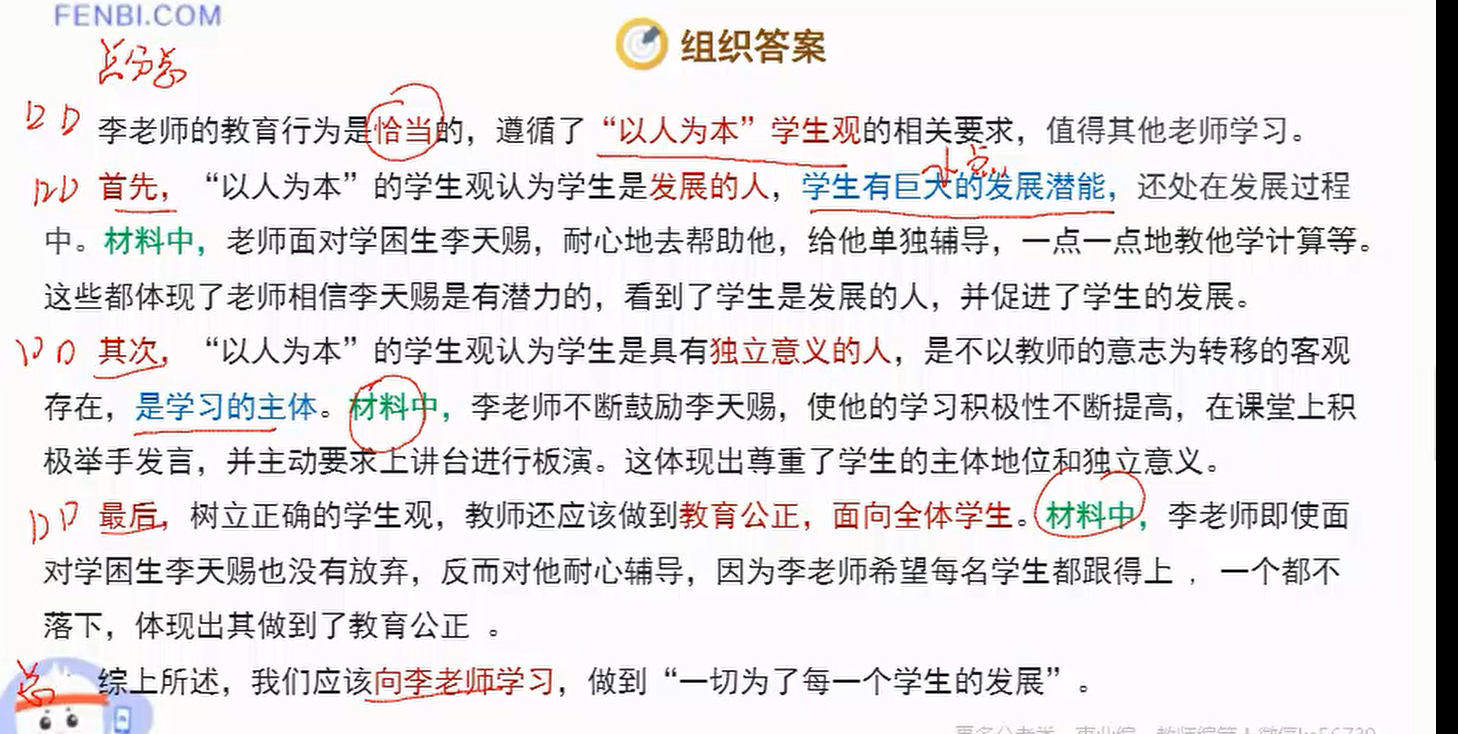 FENBI.COM
组织答案
总分总
李老师的教育行为是恰当的，遵循了“以人为本”学生观的相关要求，值得其他老师学习。
首先，“以人为本”的学生观认为学生是发展的人，学生有巨大的发展潜能，还处在发展过程
中。材料中，老师面对学困生李天赐，耐心地去帮助他，给他单独辅导，一点一点地教他学计算等。
这些都体现了老师相信李天赐是有潜力的，看到了学生是发展的人，并促进了学生的发展。
其次，“以人为本”的学生观认为学生是具有独立意义的人，是不以教师的意志为转移的客观
存在，是学习的主体。材料中，李老师不断鼓励李天赐，使他的学习积极性不断提高，在课堂上积
极举手发言，并主动要求上讲台进行板演。这体现出尊重了学生的主体地位和独立意义。
最后，树立正确的学生观，教师还应该做到教育公正，面向全体学生。材料中，李老师即使面
对学困生李天赐也没有放弃，反而对他耐心辅导，因为李老师希望每名学生都跟得上，一个都不
落下，体现出其做到了教育公正 。
总
综上所述，我们应该向李老师学习，做到“一切为了每一个学生的发展”。